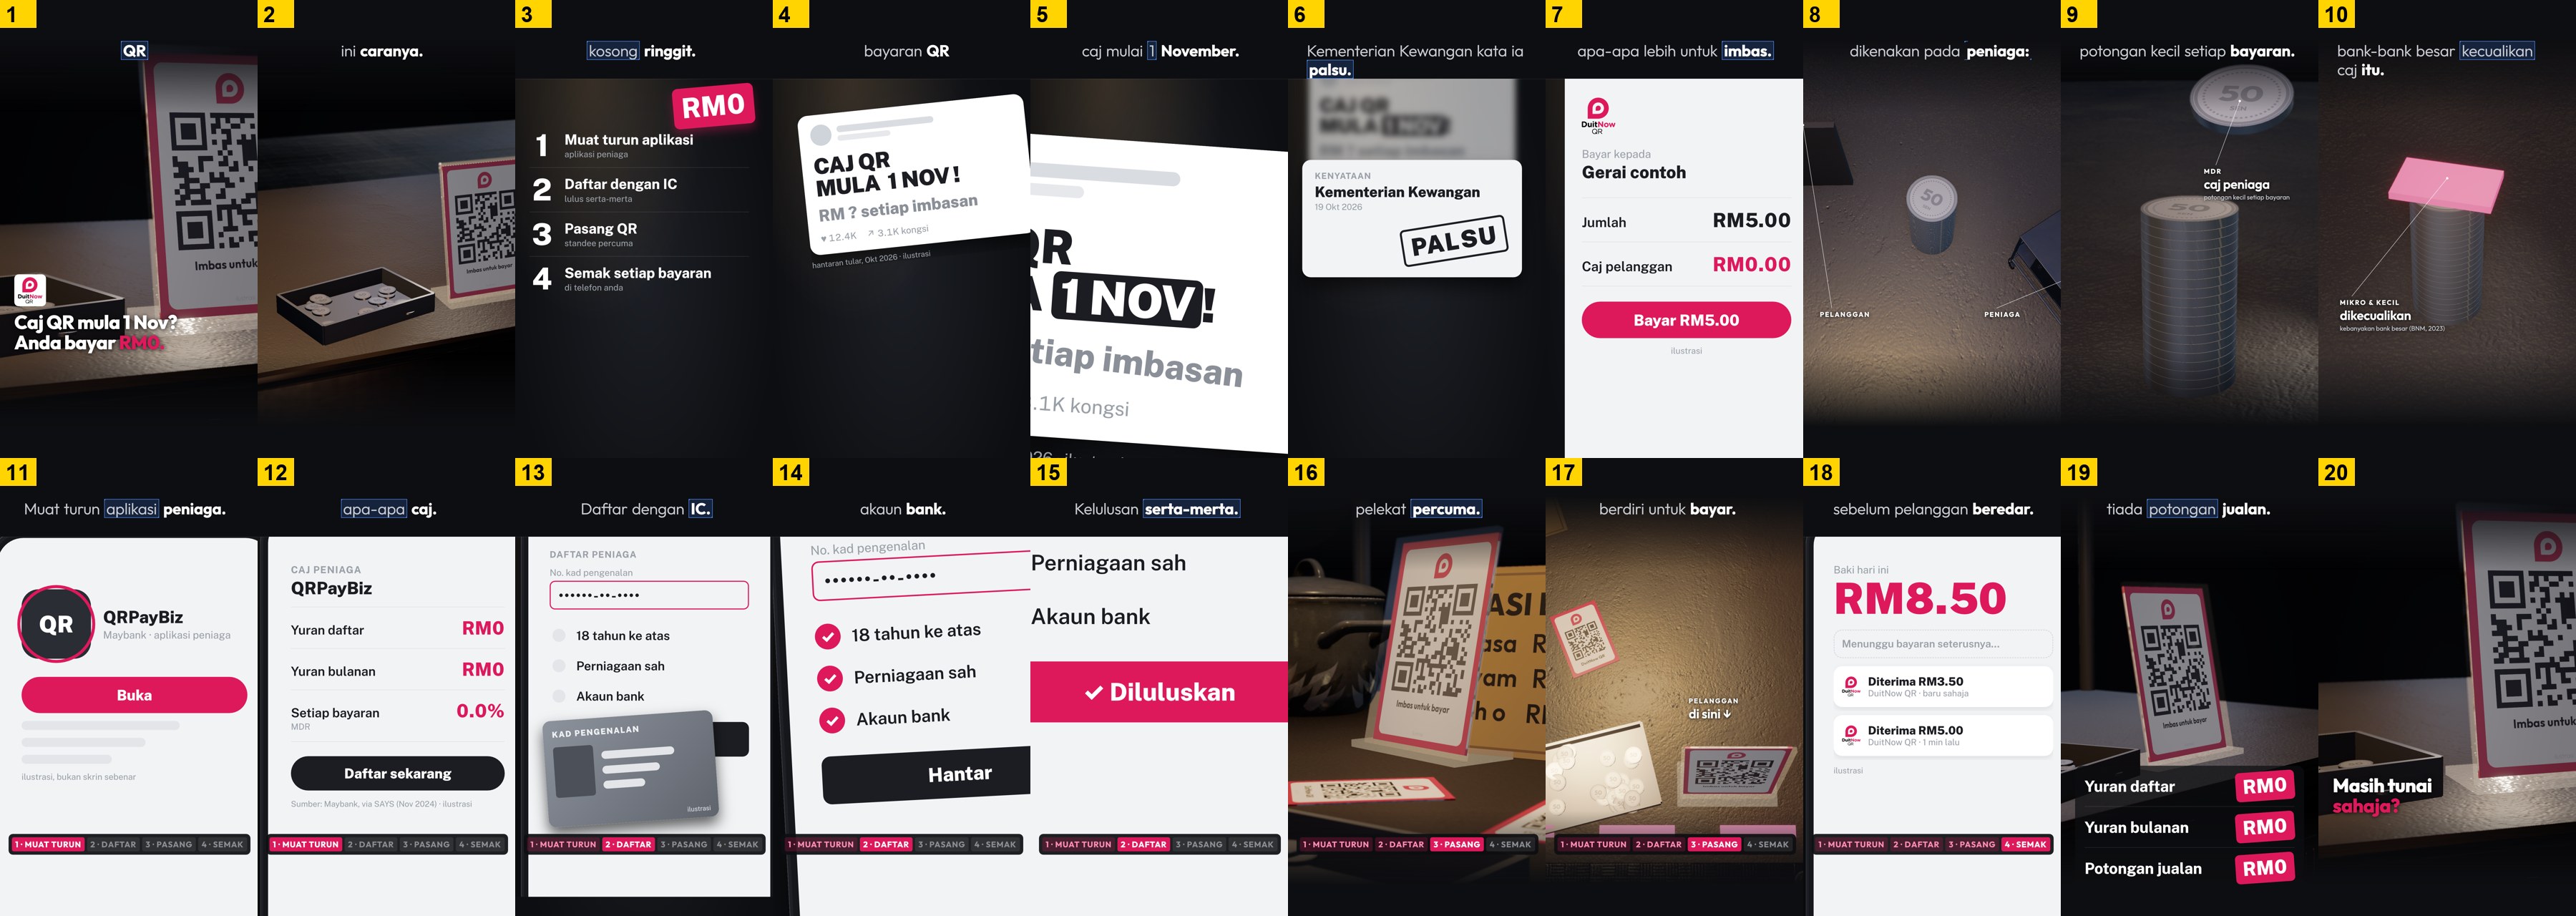 1
QR
Imbas untuk
DuitNow
QR
Caj QR mula 1 Nov?
Anda bayar RM0.
2
ini caranya.
Imbas untuk bayar
3
kosong ringgit.
RM0
1 Muat turun aplikasi
aplikasi peniaga
2 Daftar dengan IC
lulus serta-merta
3 Pasang QR
standee percuma
4 Semak setiap bayaran
di telefon anda
4
bayaran QR
CAJ QR
MULA 1 NOV!
RM ? setiap imbasan
♥ 12.4K ↗ 3.1K kongsi
hantaran tular, Okt 2026 · ilustrasi
5
caj mulai 1 November.
QR
A 1 NOV!
tiap imbasan
.1K kongsi
6
Kementerian Kewangan kata ia
palsu.
CAJ QR
MULA 1 NOV!
RM ? setiap imbasan
KENYATAAN
Kementerian Kewangan
19 Okt 2026
PALSU
7
apa-apa lebih untuk imbas.
DuitNow
QR
Bayar kepada
Gerai contoh
Jumlah RM5.00
Caj pelanggan RM0.00
Bayar RM5.00
ilustrasi
8
dikenakan pada peniaga:
50
PELANGGAN
PENIAGA
9
potongan kecil setiap bayaran.
50
MDR
caj peniaga
potongan kecil setiap bayaran
50
10
bank-bank besar kecualikan
caj itu.
MIKRO & KECIL
dikecualikan
kebanyakan bank besar (BNM, 2023)
11
Muat turun aplikasi peniaga.
QR
QRPayBiz
Maybank · aplikasi peniaga
Buka
ilustrasi, bukan skrin sebenar
1 · MUAT TURUN 2 · DAFTAR 3 · PASANG 4 · SEMAK
12
apa-apa caj.
CAJ PENIAGA
QRPayBiz
Yuran daftar RM0
Yuran bulanan RM0
Setiap bayaran 0.0%
MDR
Daftar sekarang
Sumber: Maybank, via SAYS (Nov 2024) · ilustrasi
1 · MUAT TURUN 2 · DAFTAR 3 · PASANG 4 · SEMAK
13
Daftar dengan IC.
DAFTAR PENIAGA
No. kad pengenalan
••••••-••-••••
18 tahun ke atas
Perniagaan sah
Akaun bank
KAD PENGENALAN
ilustrasi
1 · MUAT TURUN 2 · DAFTAR 3 · PASANG 4 · SEMAK
14
akaun bank.
No. kad pengenalan
••••••-••-••••
18 tahun ke atas
Perniagaan sah
Akaun bank
Hantar
1 · MUAT TURUN 2 · DAFTAR 3 · PASANG 4 · SEMAK
15
Kelulusan serta-merta.
Perniagaan sah
Akaun bank
✓ Diluluskan
1 · MUAT TURUN 2 · DAFTAR 3 · PASANG 4 · SEMAK
16
pelekat percuma.
Imbas untuk bayar
1 · MUAT TURUN 2 · DAFTAR 3 · PASANG 4 · SEMAK
17
berdiri untuk bayar.
PELANGGAN
di sini ↓
1 · MUAT TURUN 2 · DAFTAR 3 · PASANG 4 · SEMAK
18
sebelum pelanggan beredar.
Baki hari ini
RM8.50
Menunggu bayaran seterusnya...
Diterima RM3.50
DuitNow QR · baru sahaja
Diterima RM5.00
DuitNow QR · 1 min lalu
ilustrasi
1 · MUAT TURUN 2 · DAFTAR 3 · PASANG 4 · SEMAK
19
tiada potongan jualan.
Imbas untuk bayar
Yuran daftar RM0
Yuran bulanan RM0
Potongan jualan RM0
20
Imbas untuk
Masih tunai
sahaja?